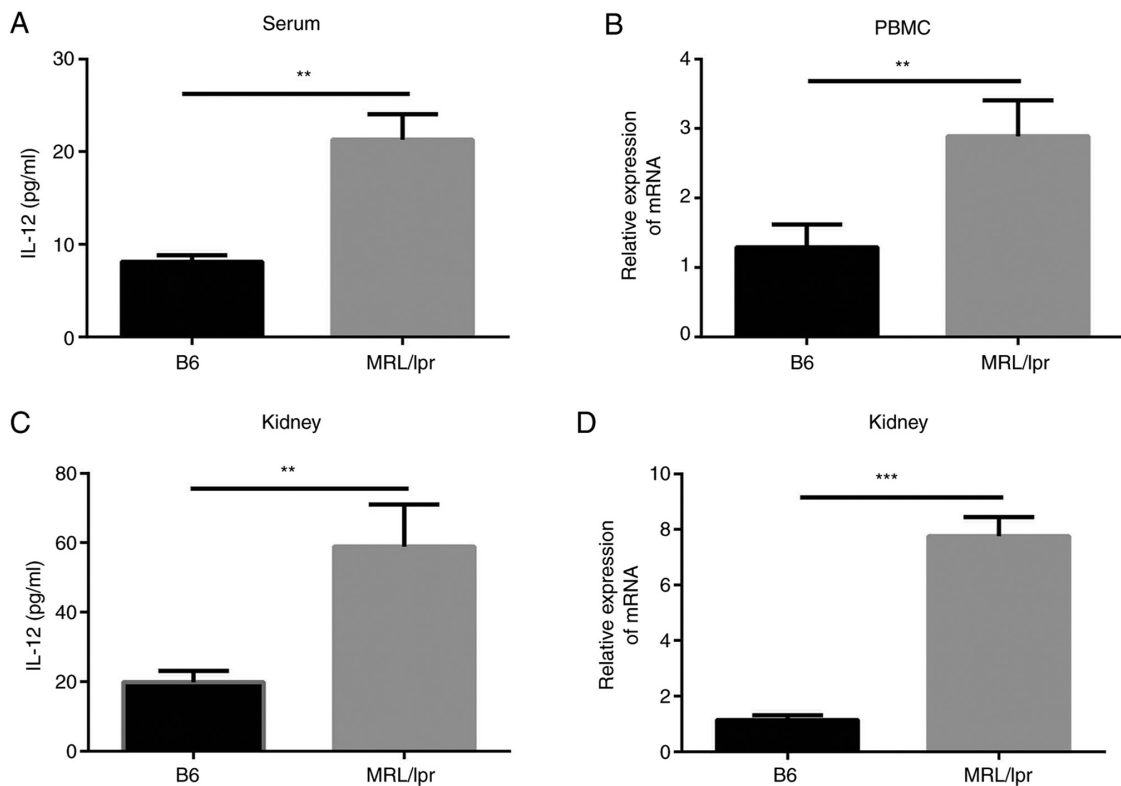 A
Serum
30
20
10
0
IL-12 (pg/ml)
**
B6
MRL/lpr
B
PBMC
4
3
2
1
0
Relative expression
of mRNA
**
B6
MRL/lpr
C
Kidney
80
60
40
20
0
IL-12 (pg/ml)
**
B6
MRL/lpr
D
Kidney
10
8
6
4
2
0
Relative expression
of mRNA
***
B6
MRL/lpr